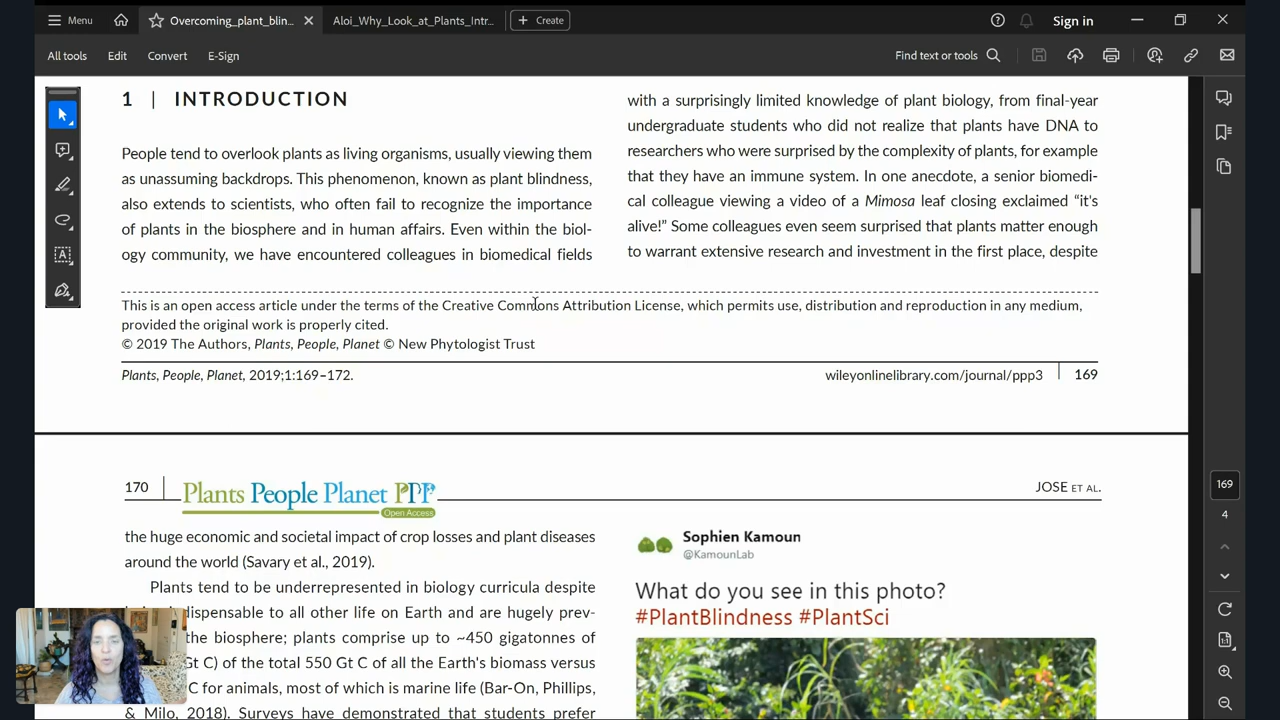 Menu
Overcoming_plant_blin...
Aloi_Why_Look_at_Plants_Intr...
Create
Sign in
All tools
Edit
Convert
E-Sign
Find text or tools
1 | INTRODUCTION
People tend to overlook plants as living organisms, usually viewing them
as unassuming backdrops. This phenomenon, known as plant blindness,
also extends to scientists, who often fail to recognize the importance
of plants in the biosphere and in human affairs. Even within the biol-
ogy community, we have encountered colleagues in biomedical fields
with a surprisingly limited knowledge of plant biology, from final-year
undergraduate students who did not realize that plants have DNA to
researchers who were surprised by the complexity of plants, for example
that they have an immune system. In one anecdote, a senior biomedi-
cal colleague viewing a video of a Mimosa leaf closing exclaimed “it's
alive!” Some colleagues even seem surprised that plants matter enough
to warrant extensive research and investment in the first place, despite
This is an open access article under the terms of the Creative Commons Attribution License, which permits use, distribution and reproduction in any medium,
provided the original work is properly cited.
© 2019 The Authors, Plants, People, Planet © New Phytologist Trust
Plants, People, Planet, 2019;1:169–172.
wileyonlinelibrary.com/journal/ppp3 | 169
170
Plants People Planet PPP
Open Access
JOSE ET AL.
the huge economic and societal impact of crop losses and plant diseases
around the world (Savary et al., 2019).
Plants tend to be underrepresented in biology curricula despite
dispensable to all other life on Earth and are hugely prev-
the biosphere; plants comprise up to ~450 gigatonnes of
Gt C) of the total 550 Gt C of all the Earth's biomass versus
C for animals, most of which is marine life (Bar-On, Phillips,
& Milo, 2018). Surveys have demonstrated that students prefer
Sophien Kamoun
@KamounLab
What do you see in this photo?
#PlantBlindness #PlantSci
169
4